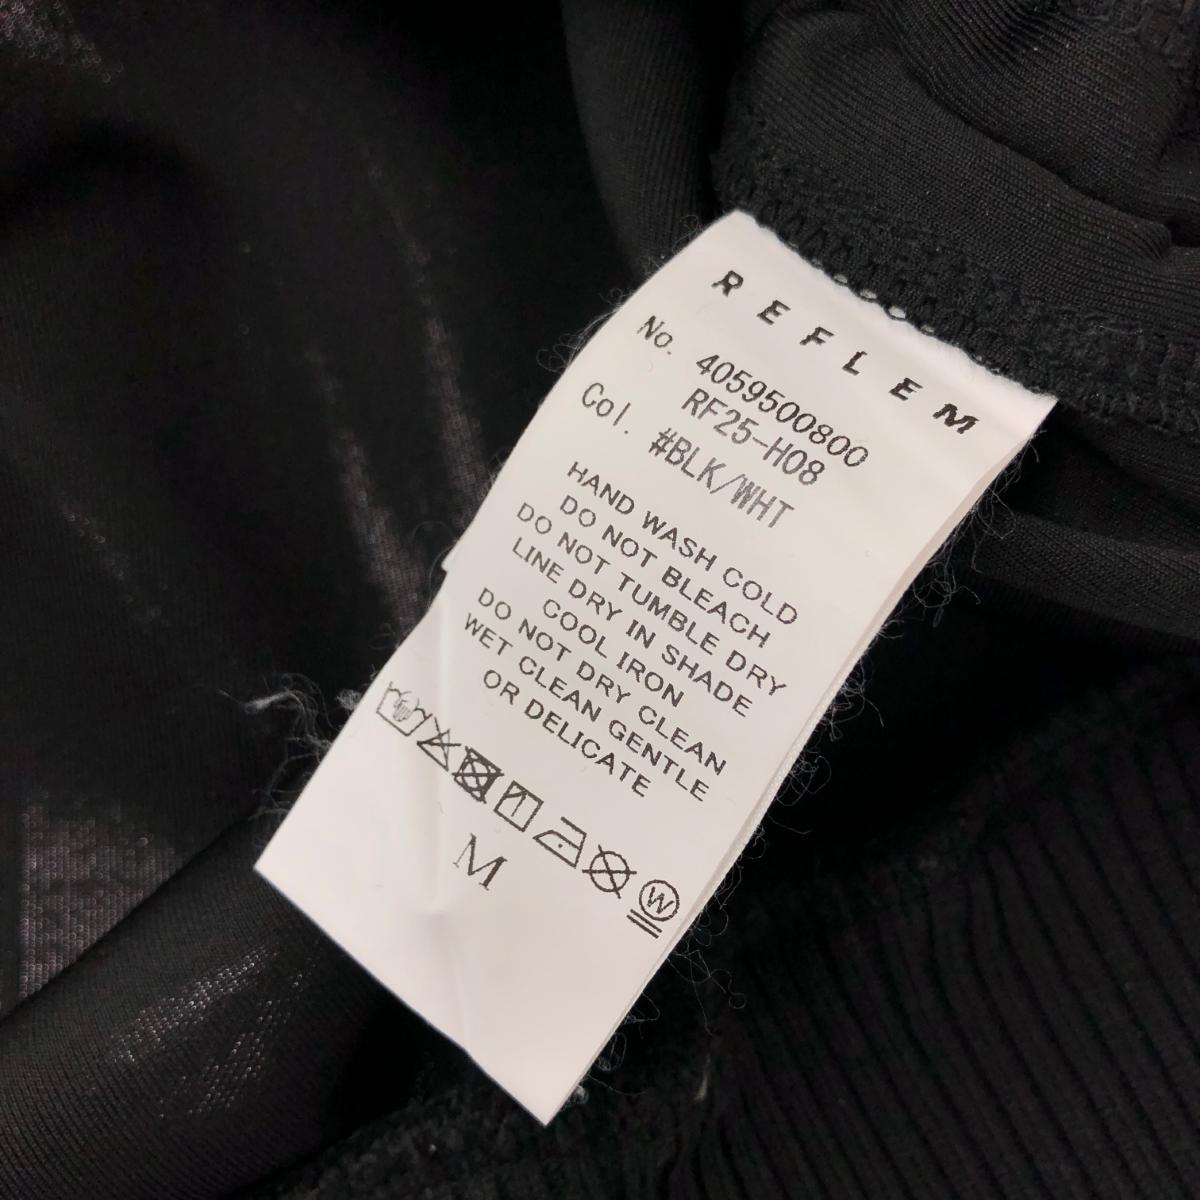 REFLEM
No. 4059500800
RF25-H08
Col. #BLK/WHT
HAND WASH COLD
DO NOT BLEACH
DO NOT TUMBLE DRY
LINE DRY IN SHADE
COOL IRON
DO NOT DRY CLEAN
WET CLEAN GENTLE
OR DELICATE
W
M